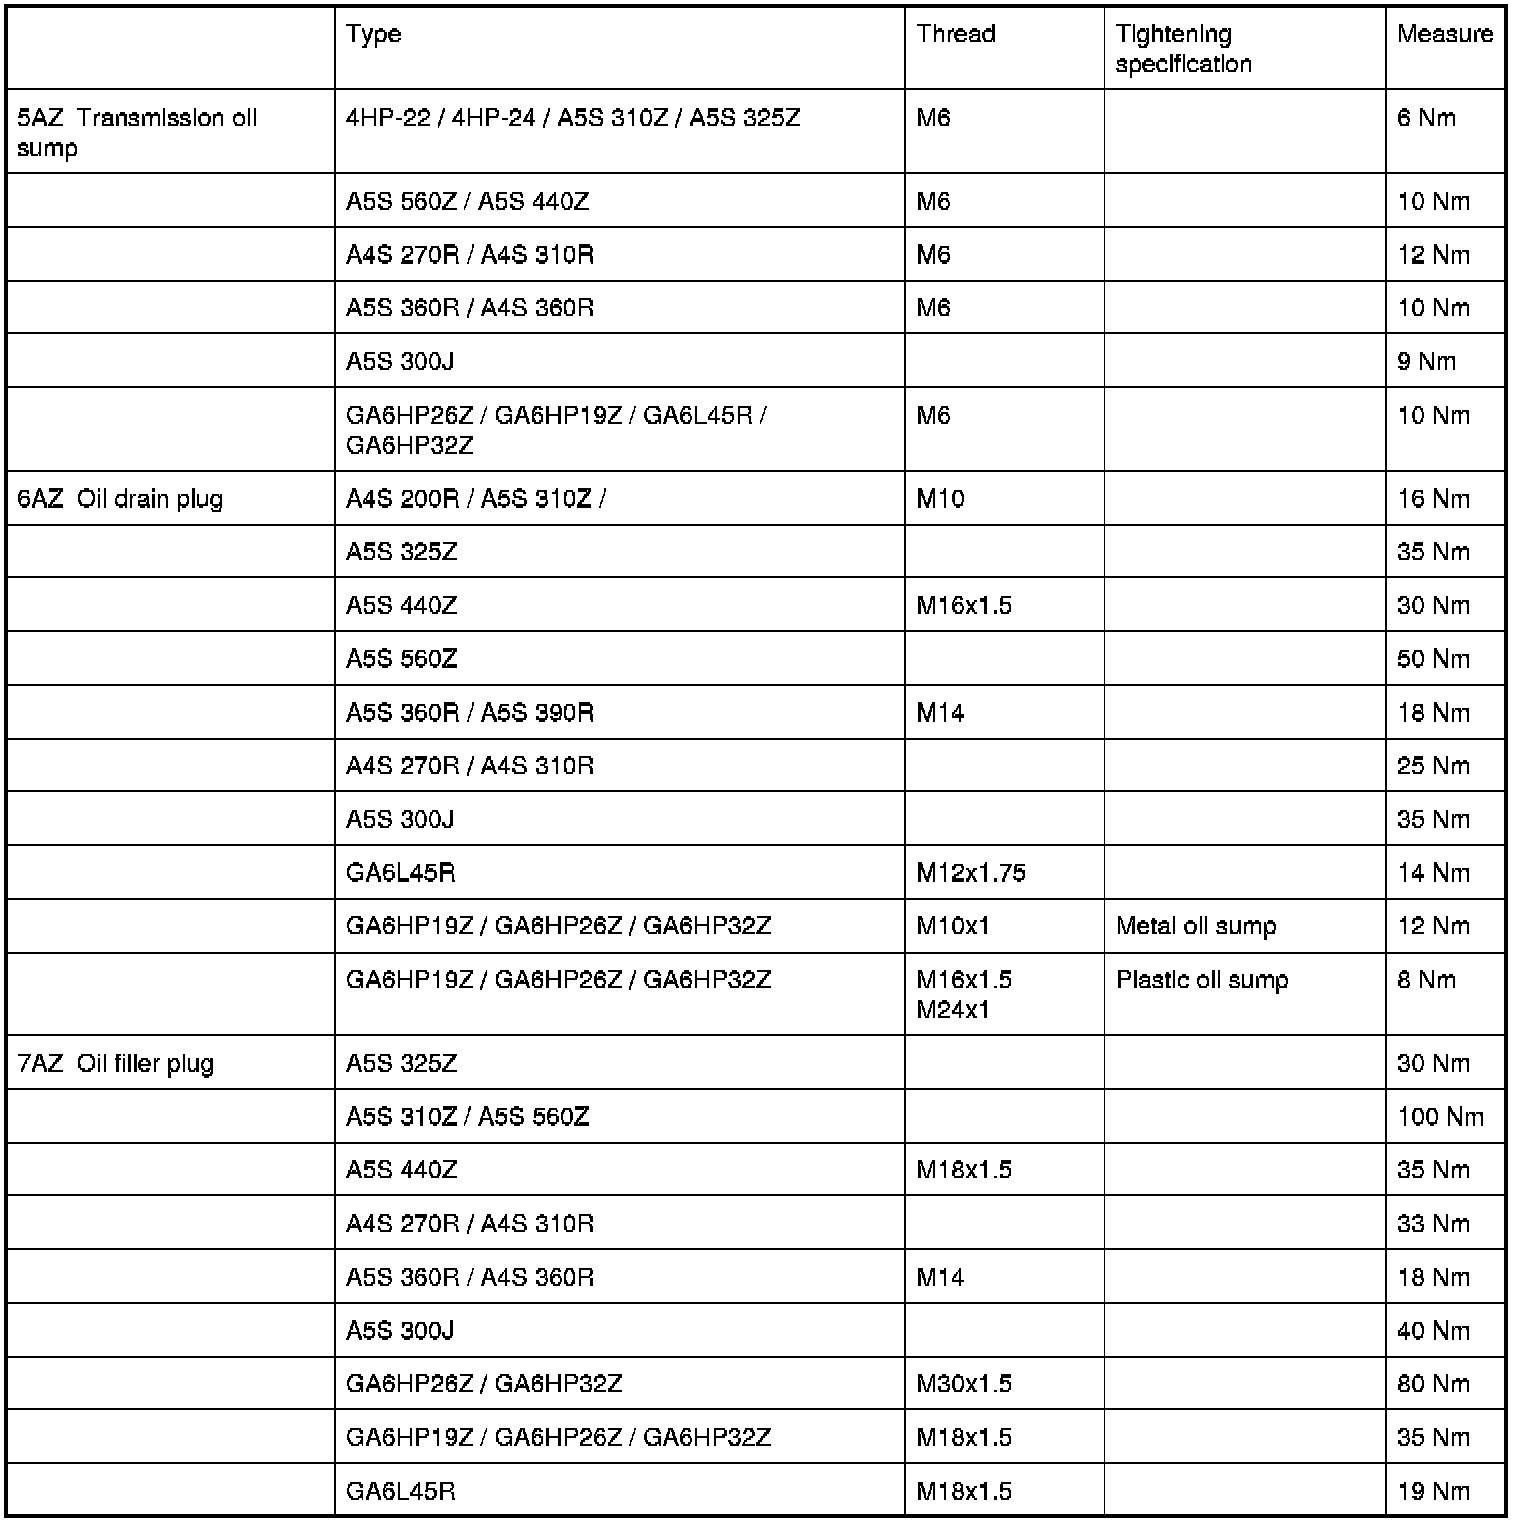 Type Thread Tightening Measure
specification
5AZ Transmission oil 4HP-22 / 4HP-24 / A5S 310Z / A5S 325Z M6 6 Nm
sump
A5S 560Z / A5S 440Z M6 10 Nm
A4S 270R / A4S 310R M6 12 Nm
A5S 360R / A4S 360R M6 10 Nm
A5S 300J 9 Nm
GA6HP26Z / GA6HP19Z / GA6L45R / M6 10 Nm
GA6HP32Z
6AZ Oil drain plug A4S 200R / A5S 310Z / M10 16 Nm
A5S 325Z 35 Nm
A5S 440Z M16x1.5 30 Nm
A5S 560Z 50 Nm
A5S 360R / A5S 390R M14 18 Nm
A4S 270R / A4S 310R 25 Nm
A5S 300J 35 Nm
GA6L45R M12x1.75 14 Nm
GA6HP19Z / GA6HP26Z / GA6HP32Z M10x1 Metal oil sump 12 Nm
GA6HP19Z / GA6HP26Z / GA6HP32Z M16x1.5 Plastic oil sump 8 Nm
M24x1
7AZ Oil filler plug A5S 325Z 30 Nm
A5S 310Z / A5S 560Z 100 Nm
A5S 440Z M18x1.5 35 Nm
A4S 270R / A4S 310R 33 Nm
A5S 360R / A4S 360R M14 18 Nm
A5S 300J 40 Nm
GA6HP26Z / GA6HP32Z M30x1.5 80 Nm
GA6HP19Z / GA6HP26Z / GA6HP32Z M18x1.5 35 Nm
GA6L45R M18x1.5 19 Nm